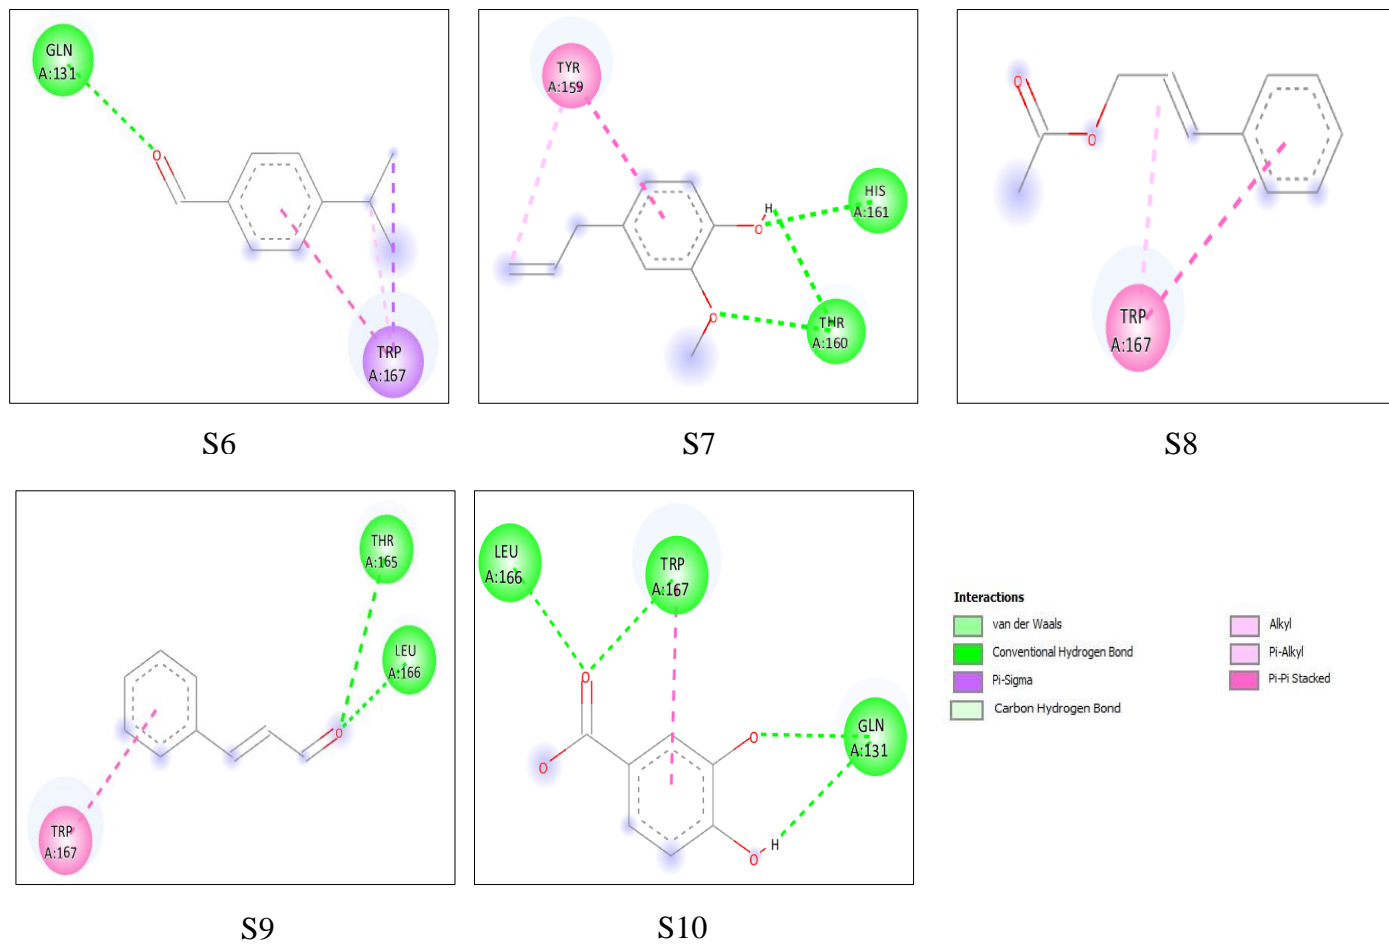 GLN
A:131
O
TRP
A:167
S6
TYR
A:159
H
O
HIS
A:161
O
THR
A:160
S7
O
O
TRP
A:167
S8
THR
A:165
LEU
A:166
O
TRP
A:167
S9
LEU
A:166
TRP
A:167
O
O
O
GLN
A:131
H
O
S10
Interactions
van der Waals
Conventional Hydrogen Bond
Pi-Sigma
Carbon Hydrogen Bond
Alkyl
Pi-Alkyl
Pi-Pi Stacked